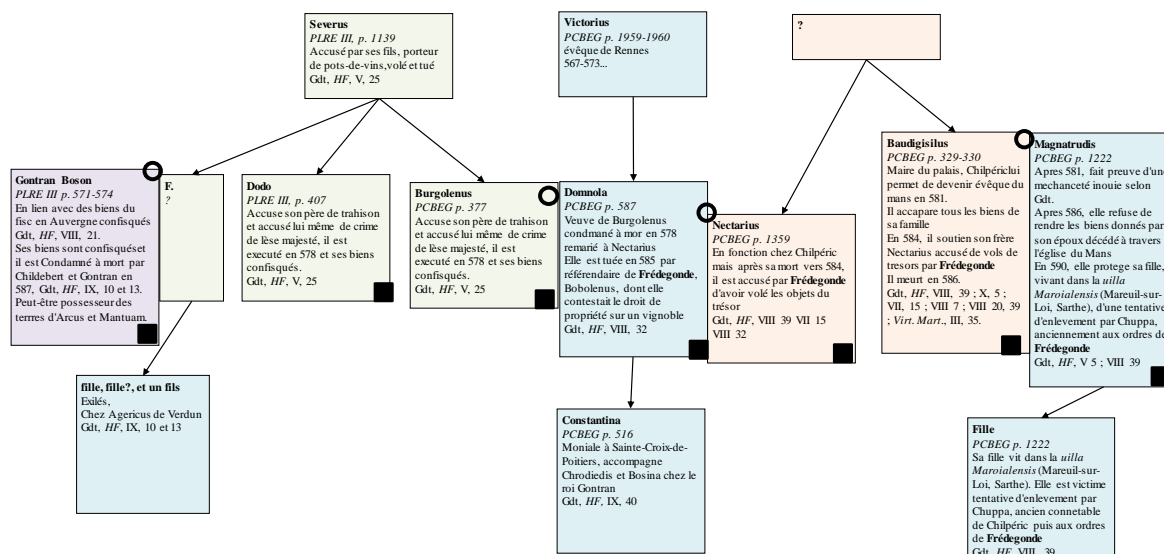 Severus
PLRE III, p. 1139
Accusé par ses fils, porteur
de pots-de-vins,volé et tué
Gdt, HF, V, 25
Victorius
PCBEG p. 1959-1960
évêque de Rennes
567-573...
?
Gontran Boson
PLRE III p. 571-574
En lien avec des biens du
fisc en Auvergne confisqués
Gdt, HF, VIII, 21.
Ses biens sont confisquéset
il est Condamné à mort par
Childebert et Gontran en
587, Gdt, HF, IX, 10 et 13.
Peut-être possesseur des
terrres d'Arcus et Mantuam.
F.
?
Dodo
PLRE III, p. 407
Accuse son père de trahison
et accusé lui même de crime
de lèse majesté, il est
executé en 578 et ses biens
confisqués.
Gdt, HF, V, 25
Burgolenus
PCBEG p. 377
Accuse son père de trahison
et accusé lui même de crime
de lèse majesté, il est
executé en 578 et ses biens
confisqués.
Gdt, HF, V, 25
Domnola
PCBEG p. 587
Veuve de Burgolenus
condmané à mor en 578
remarié à Nectarius
Elle est tuée en 585 par
référendaire de Frédegonde,
Bobolenus, dont elle
contestait le droit de
propriété sur un vignoble
Gdt, HF, VIII, 32
Nectarius
PCBEG p. 1359
En fonction chez Chilpéric
mais après sa mort vers 584,
il est accusé par Frédegonde
d'avoir volé les objets du
trésor
Gdt, HF, VIII 39 VII 15
VIII 32
Baudigisilus
PCBEG p. 329-330
Maire du palais, Chilpériclui
permet de devenir évêque du
mans en 581.
Il accapare tous les biens de
sa famille
En 584, il soutien son frère
Nectarius accusé de vols de
tresors par Frédegonde
Il meurt en 586.
Gdt, HF, VIII, 39 ; X, 5 ;
VII, 15 ; VIII 7 ; VIII 20, 39
; Virt. Mart., III, 35.
Magnatrudis
PCBEG p. 1222
Apres 581, fait preuve d'une
mechanceté inouie selon
Gdt.
Apres 586, elle refuse de
rendre les biens donnés par
son époux décédé à travers
l'église du Mans
En 590, elle protege sa fille,
vivant dans la uilla
Maroialensis (Mareuil-sur-
Loi, Sarthe), d'une tentative
d'enlevement par Chuppa,
anciennement aux ordres de
Frédegonde
Gdt, HF, V 5 ; VIII 39
fille, fille?, et un fils
Exilés,
Chez Agericus de Verdun
Gdt, HF, IX, 10 et 13
Constantina
PCBEG p. 516
Moniale à Sainte-Croix-de-
Poitiers, accompagne
Chrodiedis et Bosina chez le
roi Gontran
Gdt, HF, IX, 40
Fille
PCBEG p. 1222
Sa fille vit dans la uilla
Maroialensis (Mareuil-sur-
Loi, Sarthe). Elle est victime
tentative d'enlevement par
Chuppa, ancien connetable
de Chilpéric puis aux ordres
de Frédegonde
Gdt, HF, VIII, 39